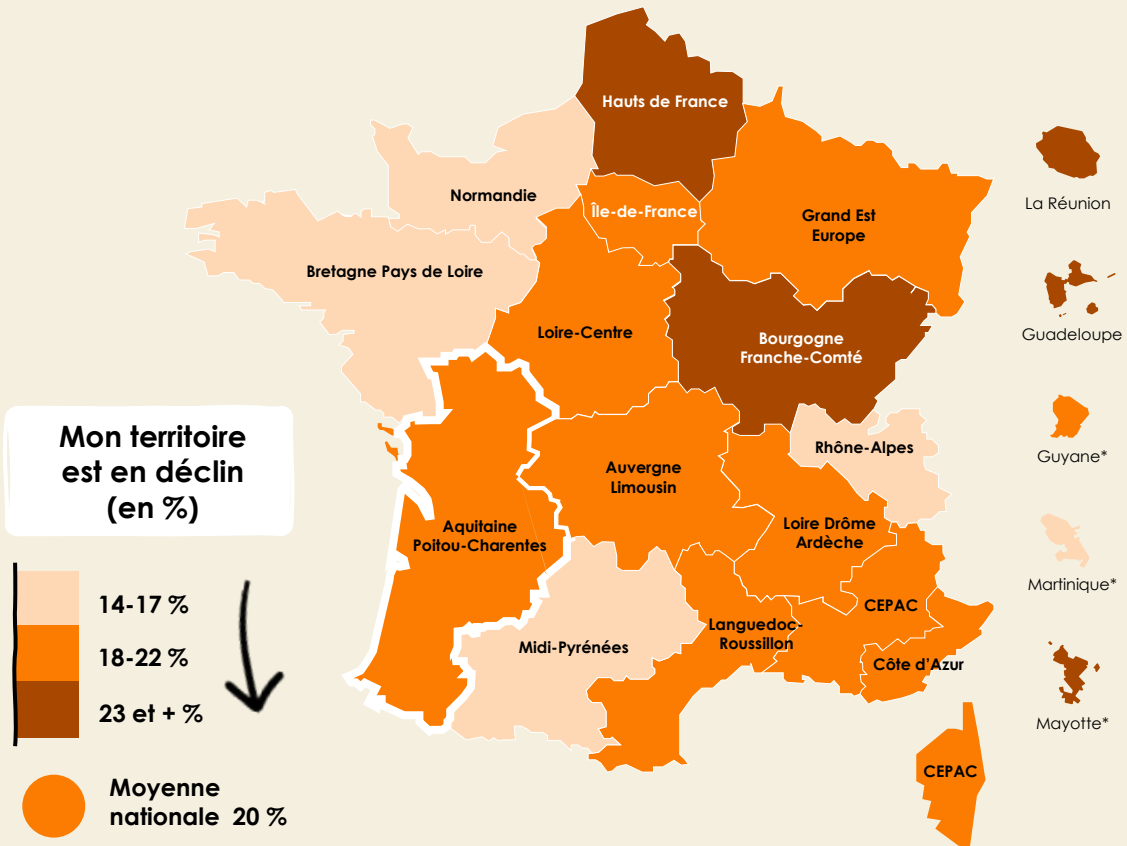 Hauts de France
Normandie
Île-de-France
Grand Est
Europe
Bretagne Pays de Loire
Loire-Centre
Bourgogne
Franche-Comté
Mon territoire
est en déclin
(en %)
Rhône-Alpes
Auvergne
Limousin
Aquitaine
Poitou-Charentes
Loire Drôme
Ardèche
CEPAC
Languedoc-
Roussillon
Midi-Pyrénées
Côte d'Azur
CEPAC
La Réunion
Guadeloupe
Guyane*
Martinique*
Mayotte*
14-17 %
18-22 %
23 et + %
Moyenne
nationale 20 %